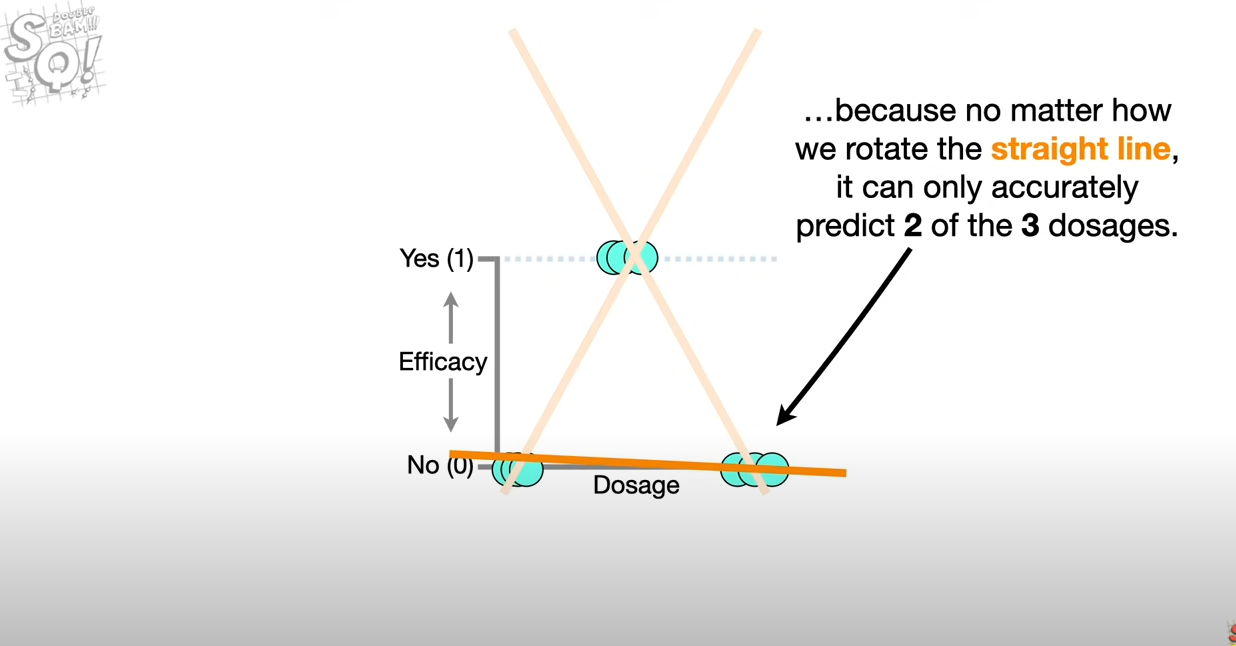 SQ!
DOUBLE
BAM!!!
...because no matter how
we rotate the straight line,
it can only accurately
predict 2 of the 3 dosages.
Yes (1)
Efficacy
No (0)
Dosage